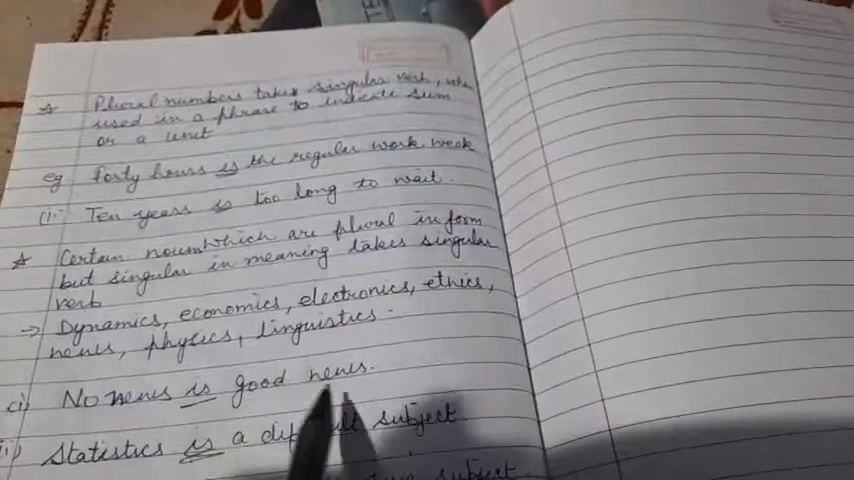 * Plural numbers takes singular verb, when
used in a phrase to indicate sum
or a unit
eg forty hours is the regular work week
(i) Ten years is too long to wait.
* Certain noun which are plural in form
but singular in meaning takes singular
verb
→ Dynamics, economics, electronics, ethics,
news, physics, linguistics.
(i) No news is good news.
(ii) Statistics is a subject
subject